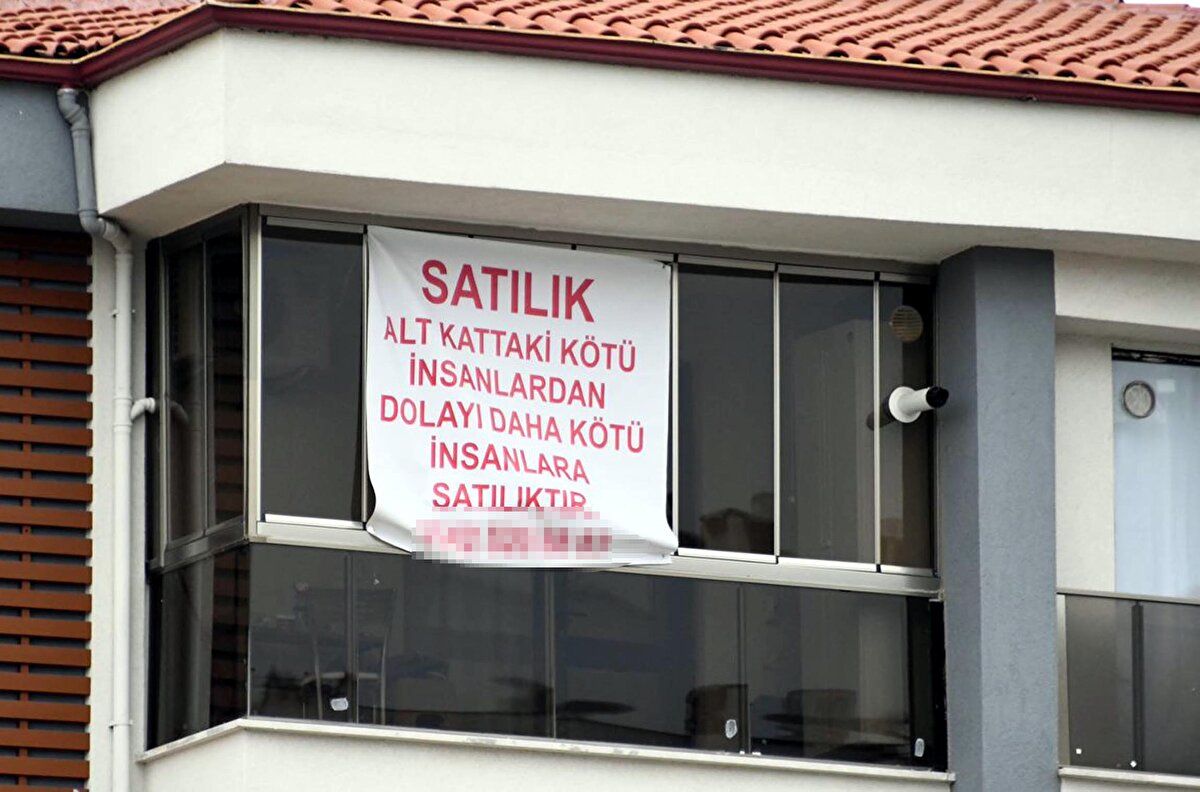 SATILIK
ALT KATTAKİ KÖTÜ
İNSANLARDAN
DOLAYI DAHA KÖTÜ
İNSANLARA
SATILIKTIR